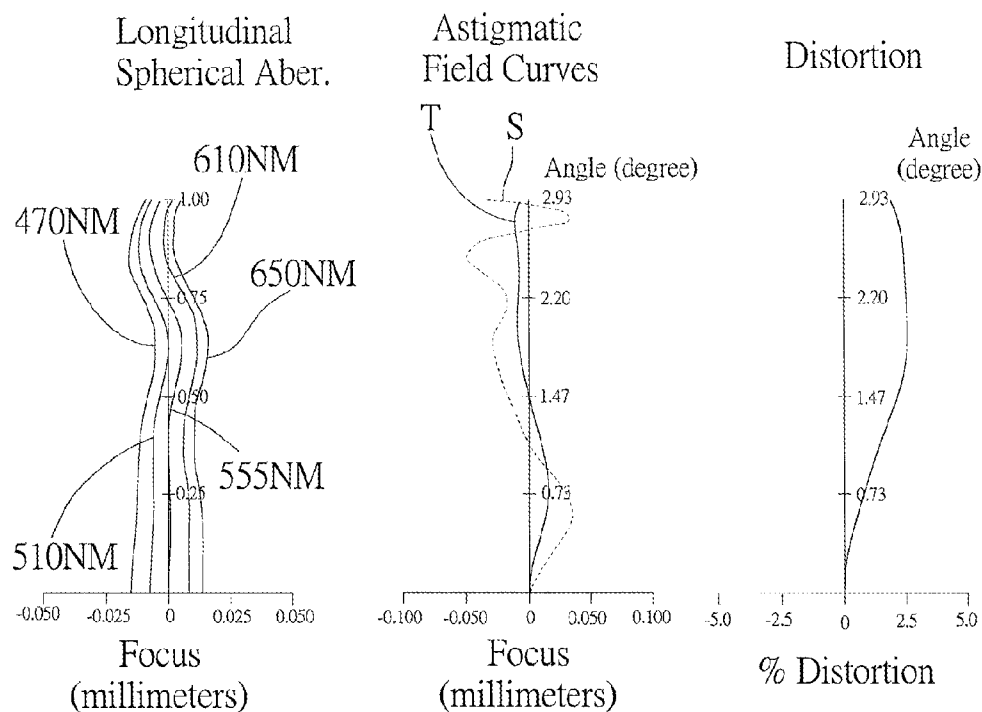 Longitudinal
Spherical Aber.
610NM
1.00
470NM
650NM
0.75
0.50
555NM
0.25
510NM
-0.050
-0.025
0
0.025
0.050
Focus
(millimeters)
Astigmatic
Field Curves
T
S
Angle (degree)
2.93
2.20
1.47
0.73
-0.100
-0.050
0
0.050
0.100
Focus
(millimeters)
Distortion
Angle
(degree)
2.93
2.20
1.47
0.73
-5.0
-2.5
0
2.5
5.0
% Distortion